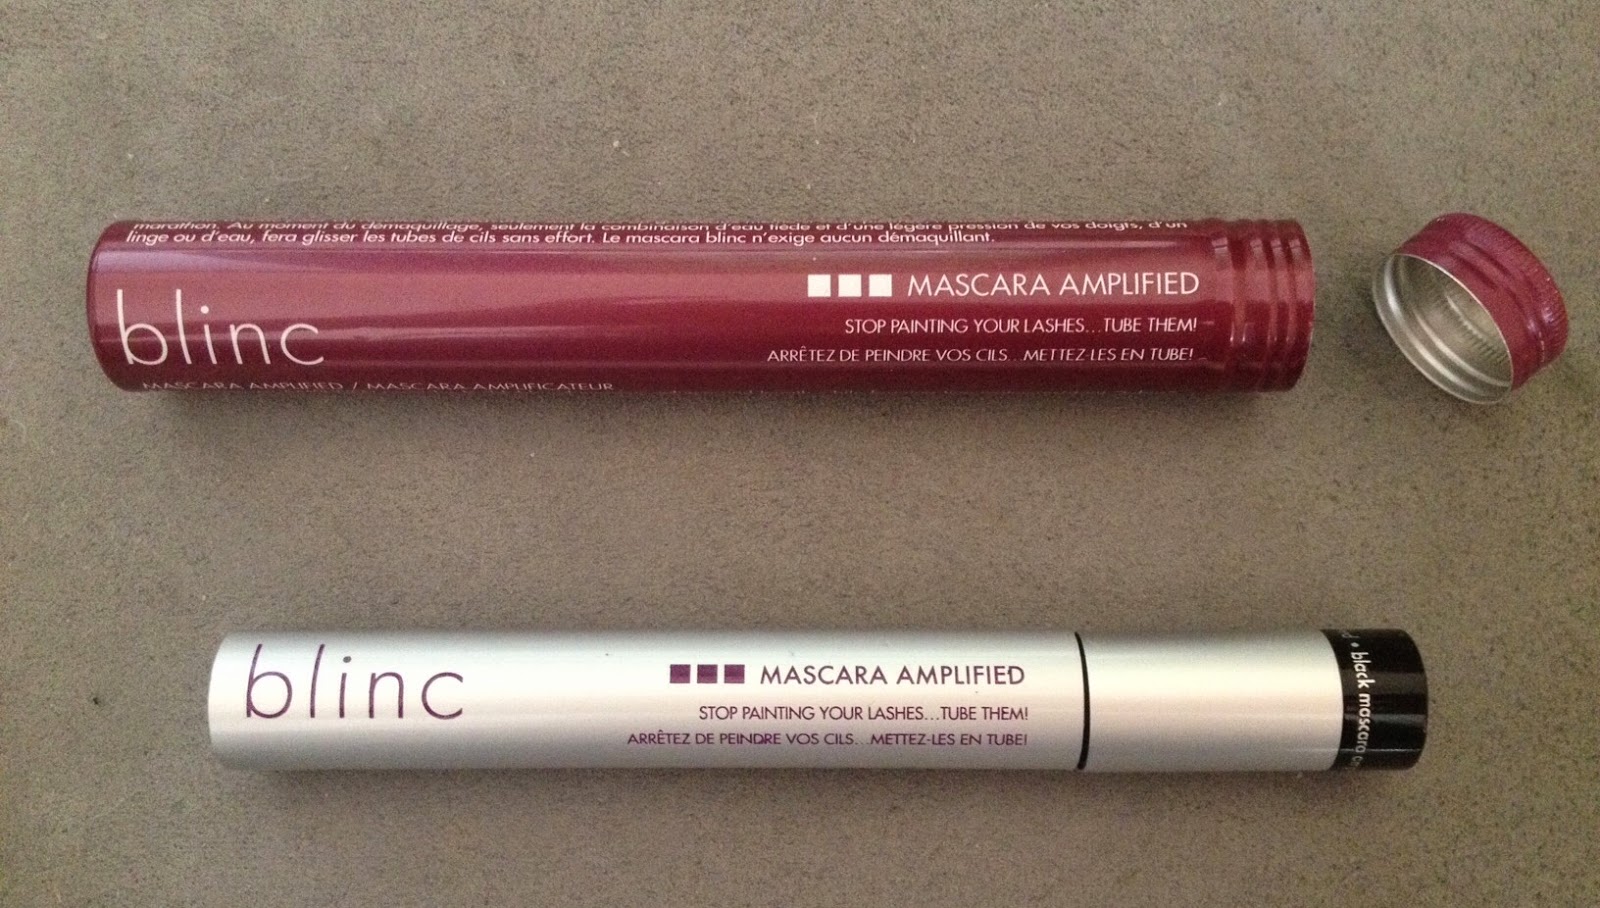 marathon. Au moment du démaquillage, seulement la combinaison d'eau tiède et d'une légère pression de vos doigts, d'un
linge ou d'eau, fera glisser les tubes de cils sans effort. Le mascara blinc n'exige aucun démaquillant.
MASCARA AMPLIFIED
STOP PAINTING YOUR LASHES...TUBE THEM!
ARRÊTEZ DE PEINDRE VOS CILS...METTEZ-LES EN TUBE!
blinc
MASCARA AMPLIFIED / MASCARA AMPLIFICATEUR
blinc
MASCARA AMPLIFIED
STOP PAINTING YOUR LASHES...TUBE THEM!
ARRÊTEZ DE PEINDRE VOS CILS...METTEZ-LES EN TUBE!
• black mascara